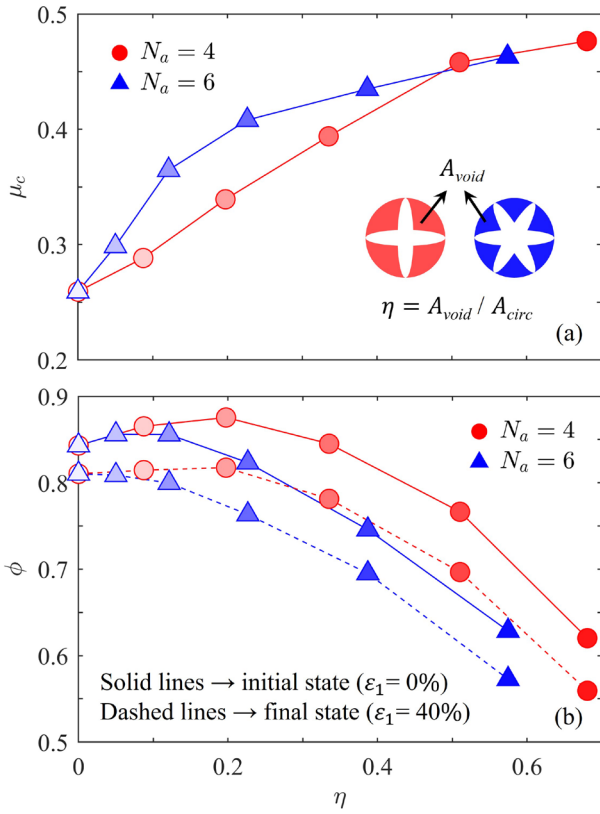 0.5
0.4
0.3
0.2
μc
Na = 4
Na = 6
Avoid
η = Avoid / Acirc
(a)
0.9
0.8
0.7
0.6
0.5
ϕ
Na = 4
Na = 6
Solid lines → initial state (ε1= 0%)
Dashed lines → final state (ε1= 40%)
(b)
0 0.2 0.4 0.6
η